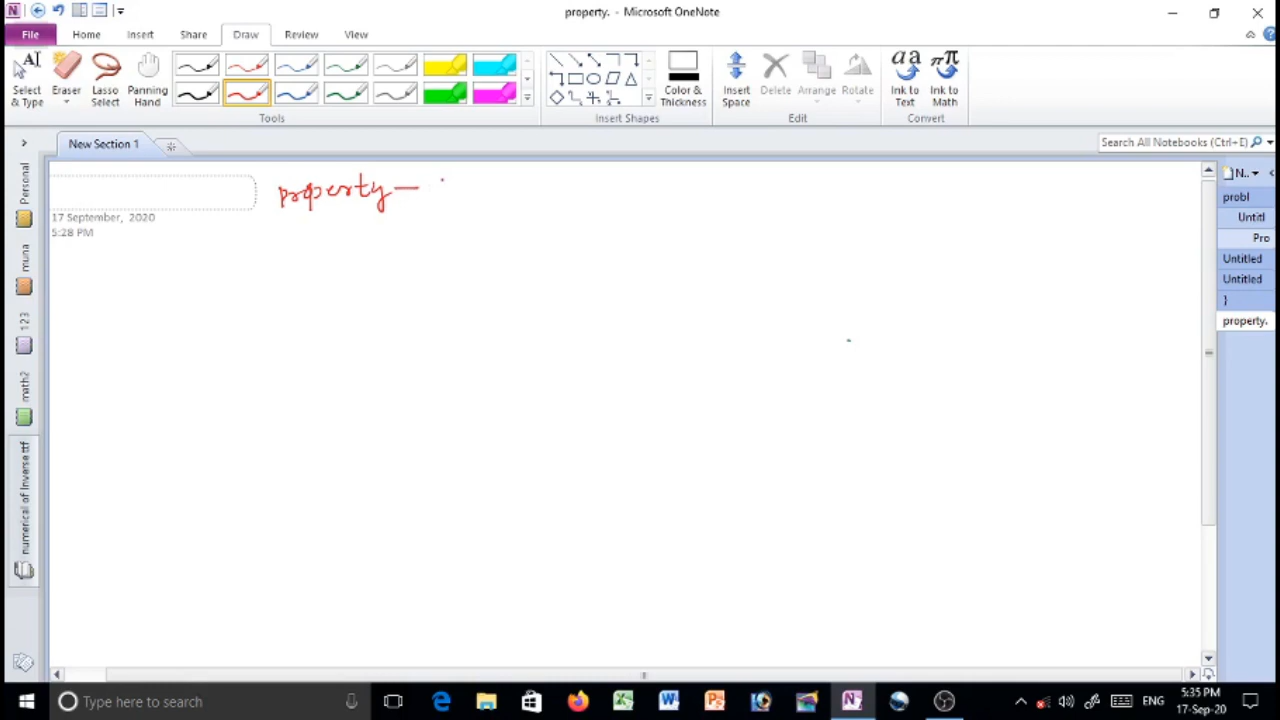 property. - Microsoft OneNote
File Home Insert Share Draw Review View
Select & Type
Eraser
Lasso Select
Panning Hand
Color & Thickness
Insert Space
Delete
Arrange
Rotate
Ink to Text
Ink to Math
Tools
Insert Shapes
Edit
Convert
New Section 1
Search All Notebooks (Ctrl+E)
N..
Personal
muna
123
math2
numerical of Inverse ttf
property —
17 September, 2020
5:28 PM
probl
Untitl
Pro
Untitled
Untitled
}
property.
Type here to search
ENG
5:35 PM
17-Sep-20